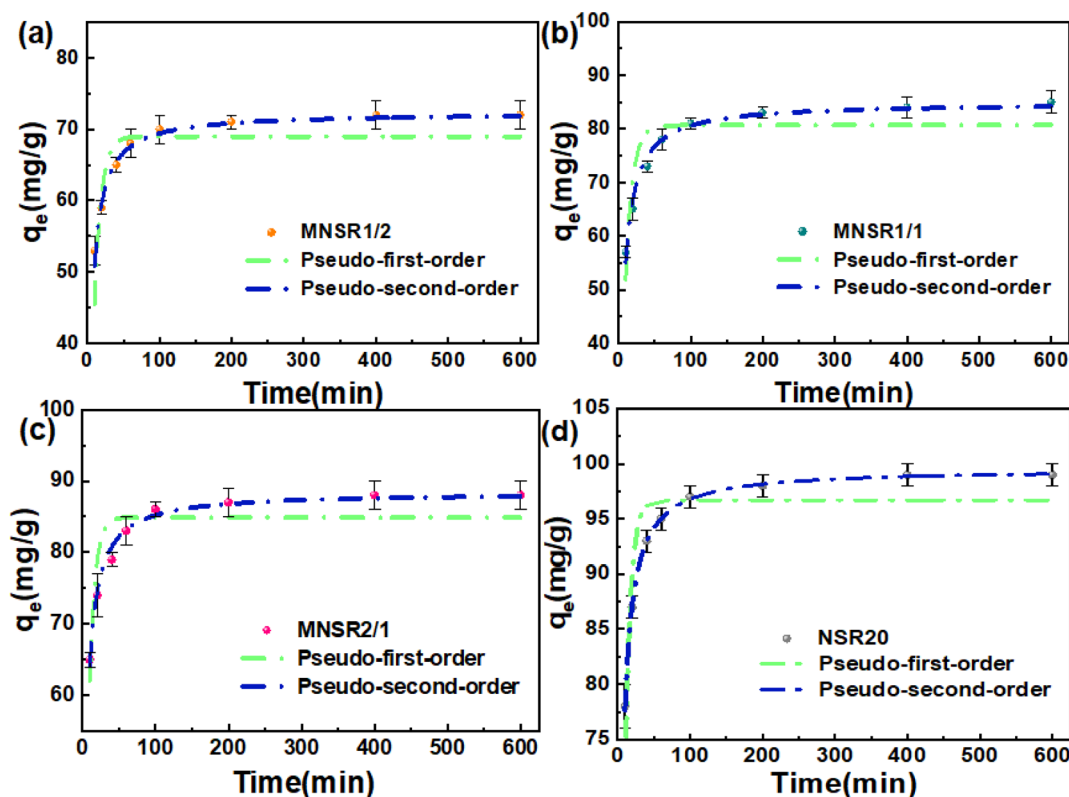 (a)
80
70
60
50
40
qe(mg/g)
MNSR1/2
Pseudo-first-order
Pseudo-second-order
0 100 200 300 400 500 600
Time(min)
(b)
100
90
80
70
60
50
40
qe(mg/g)
MNSR1/1
Pseudo-first-order
Pseudo-second-order
0 100 200 300 400 500 600
Time(min)
(c)
100
90
80
70
60
qe(mg/g)
MNSR2/1
Pseudo-first-order
Pseudo-second-order
0 100 200 300 400 500 600
Time(min)
(d)
105
100
95
90
85
80
75
qe(mg/g)
NSR20
Pseudo-first-order
Pseudo-second-order
0 100 200 300 400 500 600
Time(min)